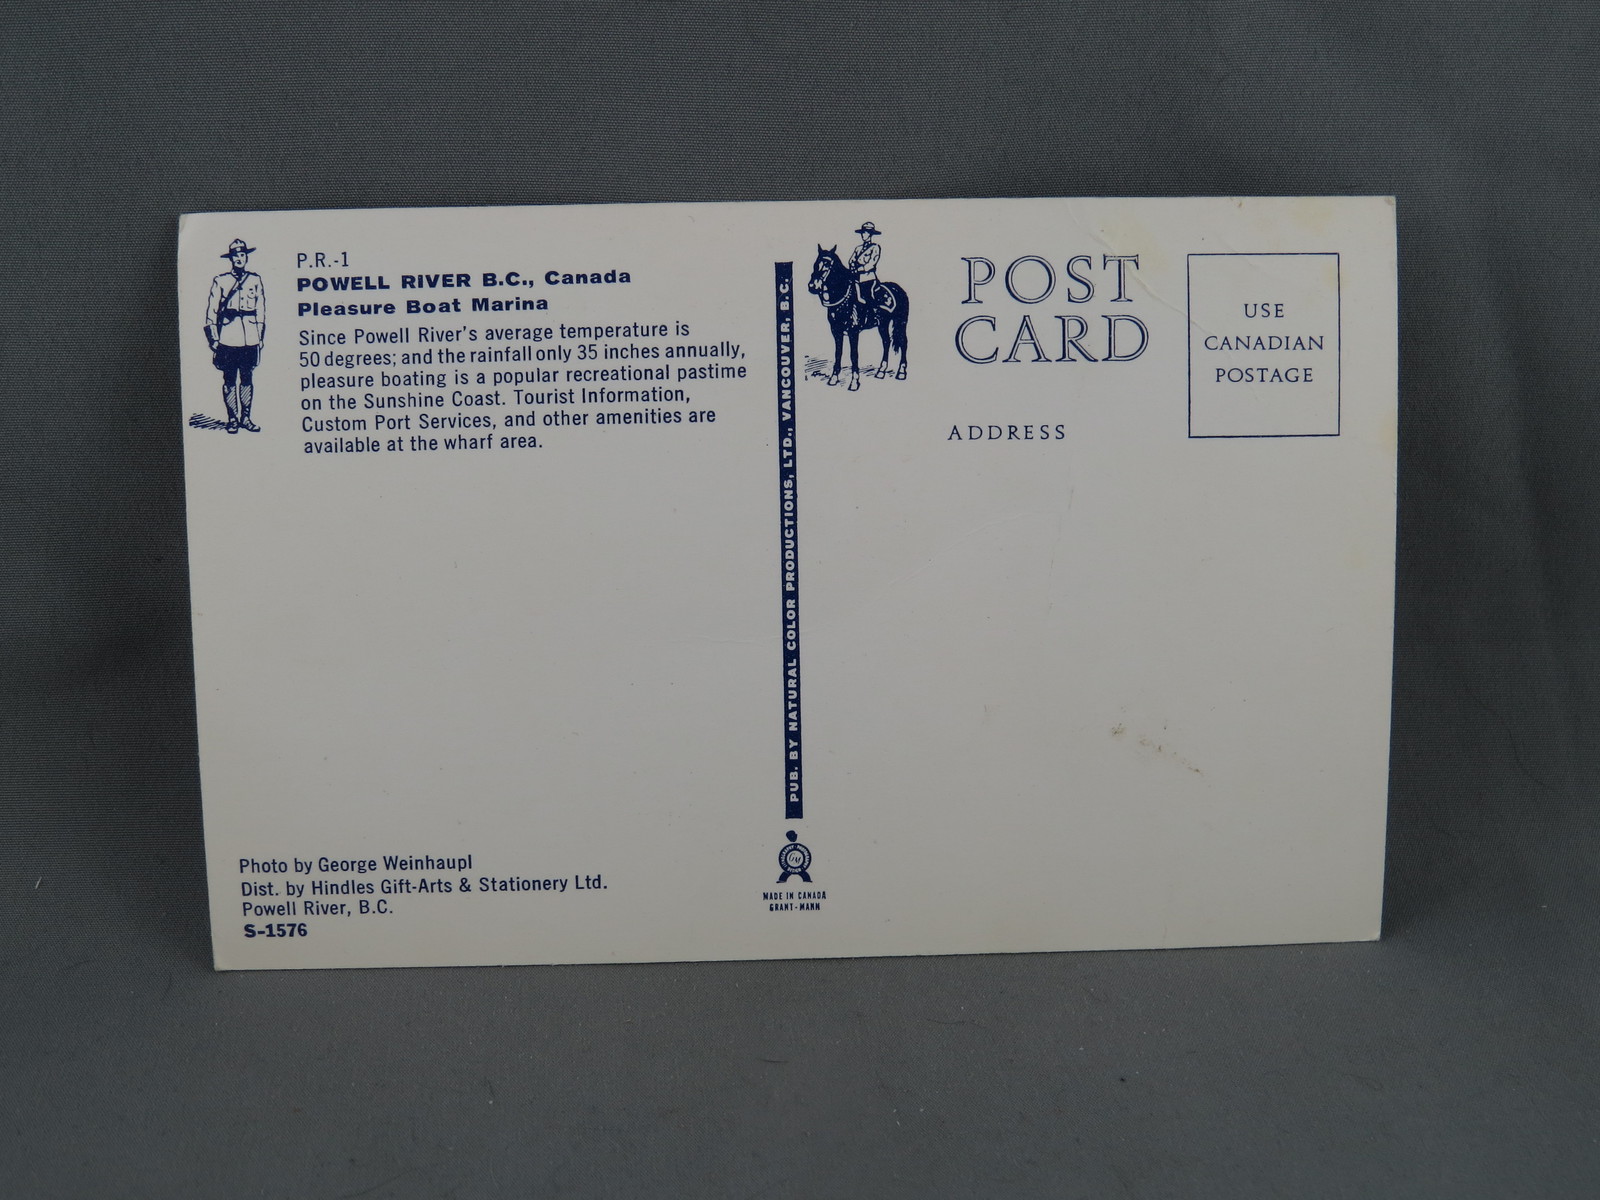 P.R.-1
POWELL RIVER B.C., Canada
Pleasure Boat Marina
Since Powell River's average temperature is
50 degrees; and the rainfall only 35 inches annually,
pleasure boating is a popular recreational pastime
on the Sunshine Coast. Tourist Information,
Custom Port Services, and other amenities are
available at the wharf area.
Photo by George Weinhaupl
Dist. by Hindles Gift-Arts & Stationery Ltd.
Powell River, B.C.
S-1576
PUB. BY NATURAL COLOR PRODUCTIONS, LTD., VANCOUVER, B.C.
MADE IN CANADA
GRANT-MANN
POST
CARD
ADDRESS
USE
CANADIAN
POSTAGE